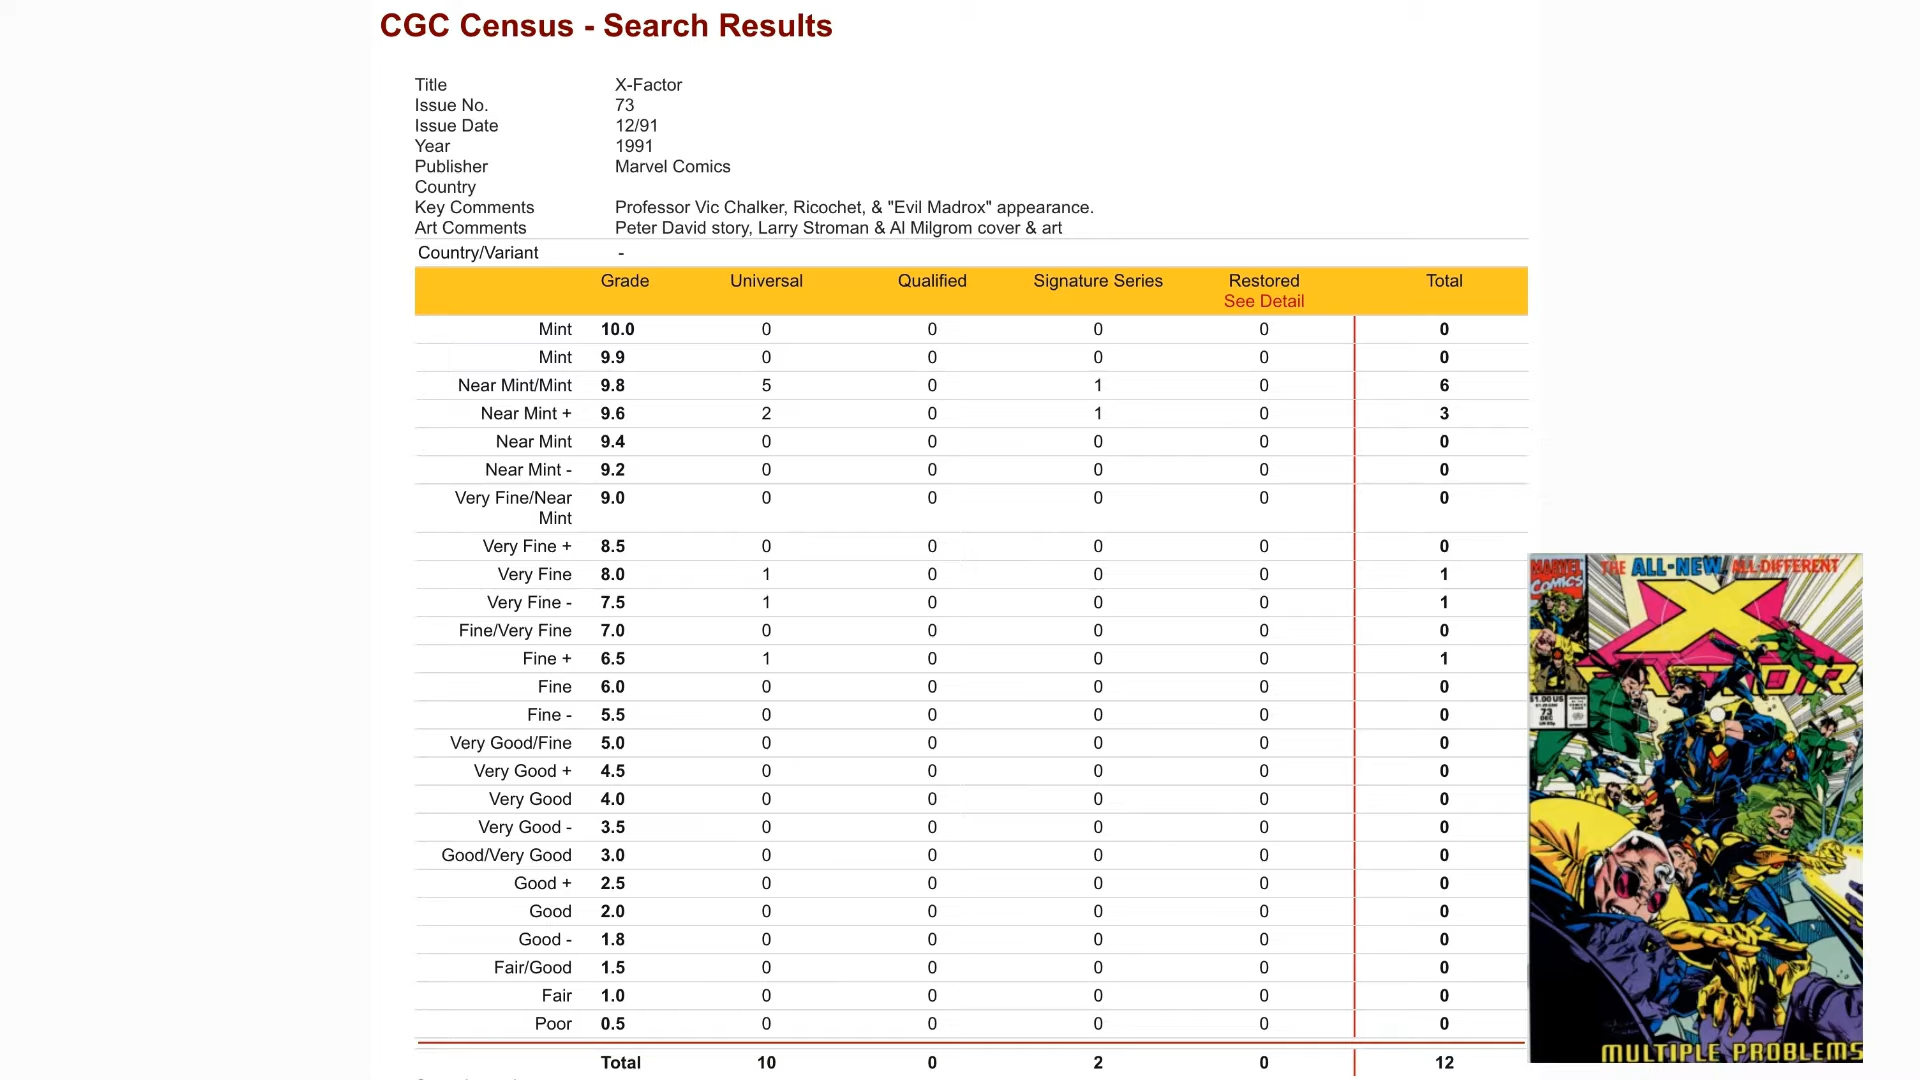 CGC Census - Search Results
Title X-Factor
Issue No. 73
Issue Date 12/91
Year 1991
Publisher Marvel Comics
Country
Key Comments Professor Vic Chalker, Ricochet, & "Evil Madrox" appearance.
Art Comments Peter David story, Larry Stroman & Al Milgrom cover & art
Country/Variant -
Grade Universal Qualified Signature Series Restored Total
See Detail
Mint 10.0 0 0 0 0 0
Mint 9.9 0 0 0 0 0
Near Mint/Mint 9.8 5 0 1 0 6
Near Mint + 9.6 2 0 1 0 3
Near Mint 9.4 0 0 0 0 0
Near Mint - 9.2 0 0 0 0 0
Very Fine/Near 9.0 0 0 0 0 0
Mint
Very Fine + 8.5 0 0 0 0 0
Very Fine 8.0 1 0 0 0 1
Very Fine - 7.5 1 0 0 0 1
Fine/Very Fine 7.0 0 0 0 0 0
Fine + 6.5 1 0 0 0 1
Fine 6.0 0 0 0 0 0
Fine - 5.5 0 0 0 0 0
Very Good/Fine 5.0 0 0 0 0 0
Very Good + 4.5 0 0 0 0 0
Very Good 4.0 0 0 0 0 0
Very Good - 3.5 0 0 0 0 0
Good/Very Good 3.0 0 0 0 0 0
Good + 2.5 0 0 0 0 0
Good 2.0 0 0 0 0 0
Good - 1.8 0 0 0 0 0
Fair/Good 1.5 0 0 0 0 0
Fair 1.0 0 0 0 0 0
Poor 0.5 0 0 0 0 0
Total 10 0 2 0 12
MARVEL
COMICS
THE ALL-NEW, ALL-DIFFERENT
X
FACTOR
$1.00 US
73
DEC
MULTIPLE PROBLEMS